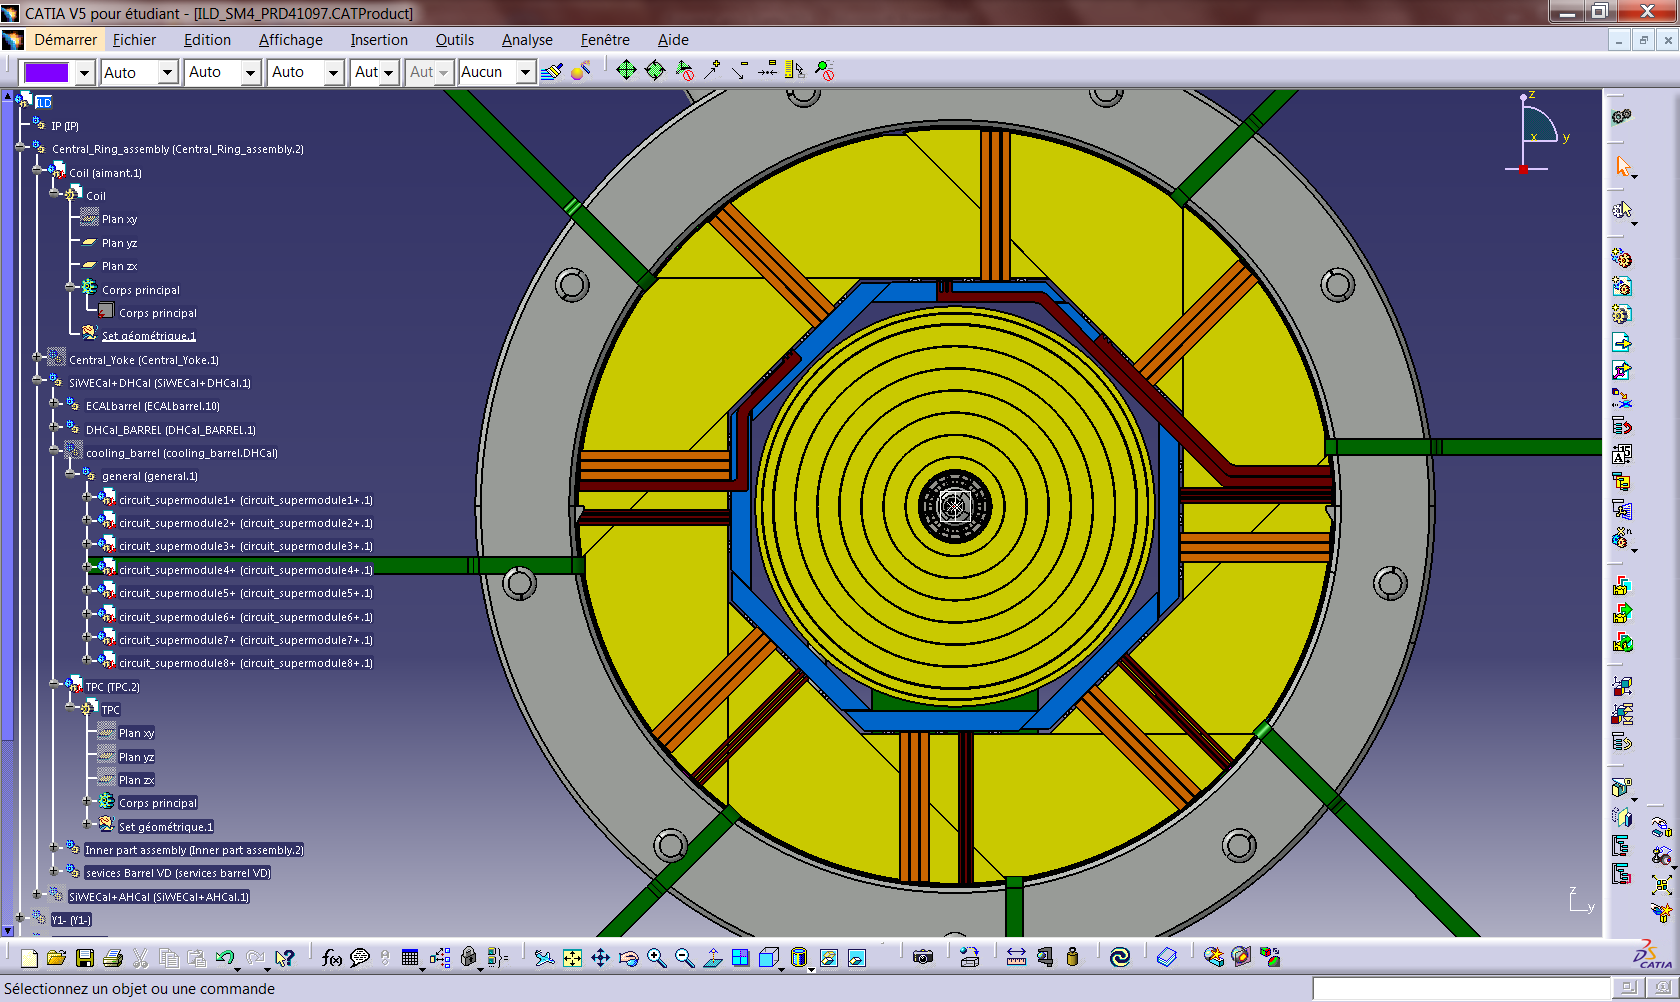 CATIA V5 pour étudiant - [ILD_SM4_PRD41097.CATProduct]
Démarrer Fichier Edition Affichage Insertion Outils Analyse Fenêtre Aide
Auto Auto Auto Aut Aut Aucun
ILD
IP (IP)
Central_Ring_assembly (Central_Ring_assembly.2)
Coil (aimant.1)
Coil
Plan xy
Plan yz
Plan zx
Corps principal
Corps principal
Set géométrique.1
Central_Yoke (Central_Yoke.1)
SiWECal+DHCal (SiWECal+DHCal.1)
ECALbarrel (ECALbarrel.10)
DHCal_BARREL (DHCal_BARREL.1)
cooling_barrel (cooling_barrel.DHCal)
general (general.1)
circuit_supermodule1+ (circuit_supermodule1+.1)
circuit_supermodule2+ (circuit_supermodule2+.1)
circuit_supermodule3+ (circuit_supermodule3+.1)
circuit_supermodule4+ (circuit_supermodule4+.1)
circuit_supermodule5+ (circuit_supermodule5+.1)
circuit_supermodule6+ (circuit_supermodule6+.1)
circuit_supermodule7+ (circuit_supermodule7+.1)
circuit_supermodule8+ (circuit_supermodule8+.1)
TPC (TPC.2)
TPC
Plan xy
Plan yz
Plan zx
Corps principal
Set géométrique.1
Inner part assembly (Inner part assembly.2)
sevices Barrel VD (services barrel VD)
SiWECal+AHCal (SiWECal+AHCal.1)
Y1- (Y1-)
z
x y
z
y
f(x)
CATIA
Sélectionnez un objet ou une commande